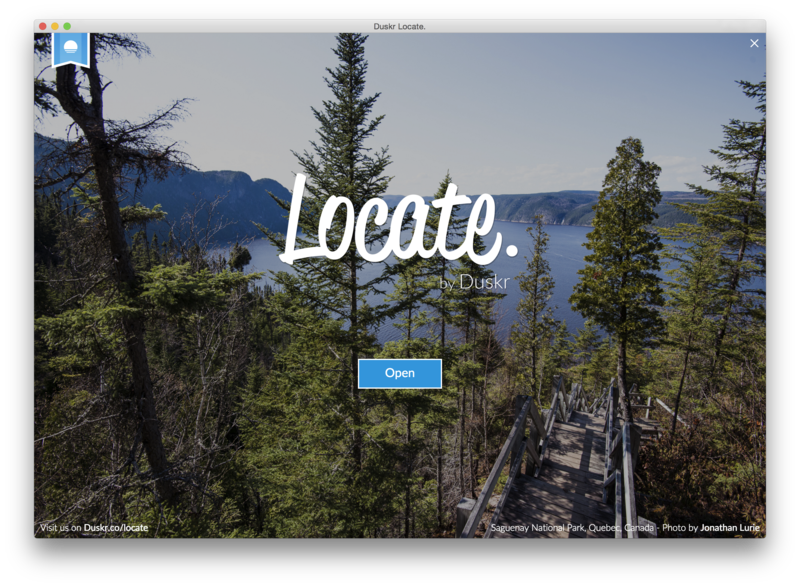 Duskr Locate.
Locate.
by Duskr
Open
Visit us on Duskr.co/locate
Saguenay National Park, Quebec, Canada - Photo by Jonathan Lurie